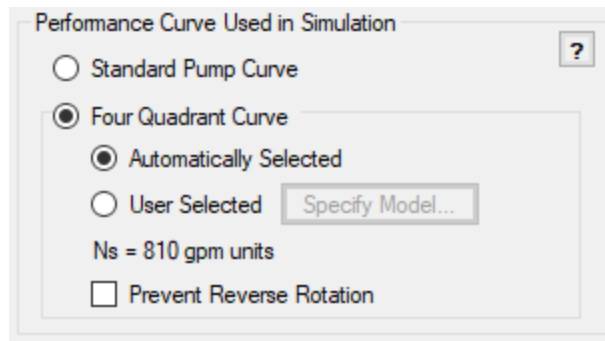 Performance Curve Used in Simulation
?
Standard Pump Curve
Four Quadrant Curve
Automatically Selected
User Selected
Specify Model...
Ns = 810 gpm units
Prevent Reverse Rotation